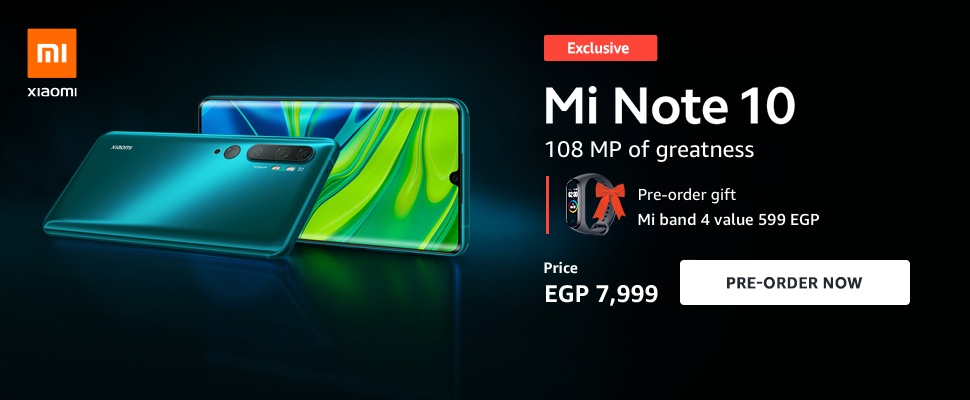 xiaomi
Exclusive
Mi Note 10
108 MP of greatness
Pre-order gift
Mi band 4 value 599 EGP
Price
EGP 7,999
PRE-ORDER NOW
XIAOMI